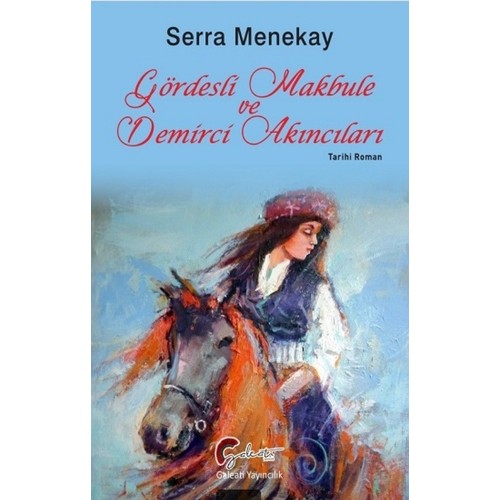 Serra Menekay
Gördesli Makbule
ve
Demirci Akıncıları
Tarihi Roman
Galeati Yayıncılık